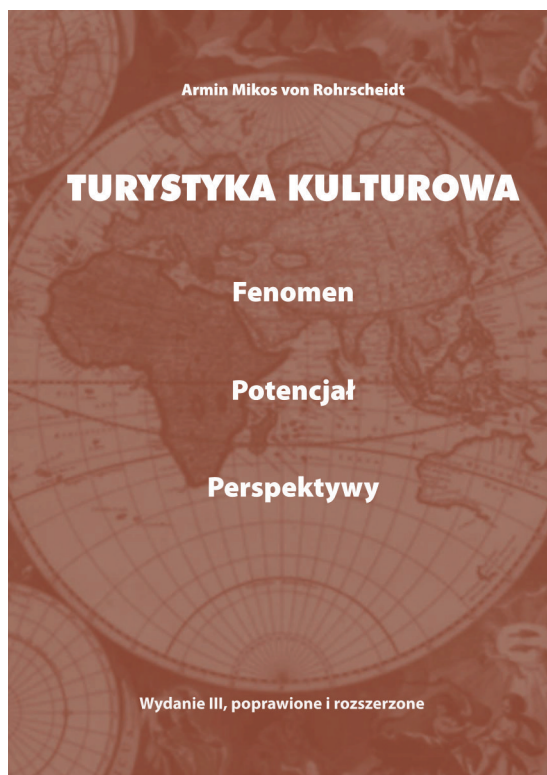 Armin Mikos von Rohrscheidt
TURYSTYKA KULTUROWA
Fenomen
Potencjał
Perspektywy
Wydanie III, poprawione i rozszerzone